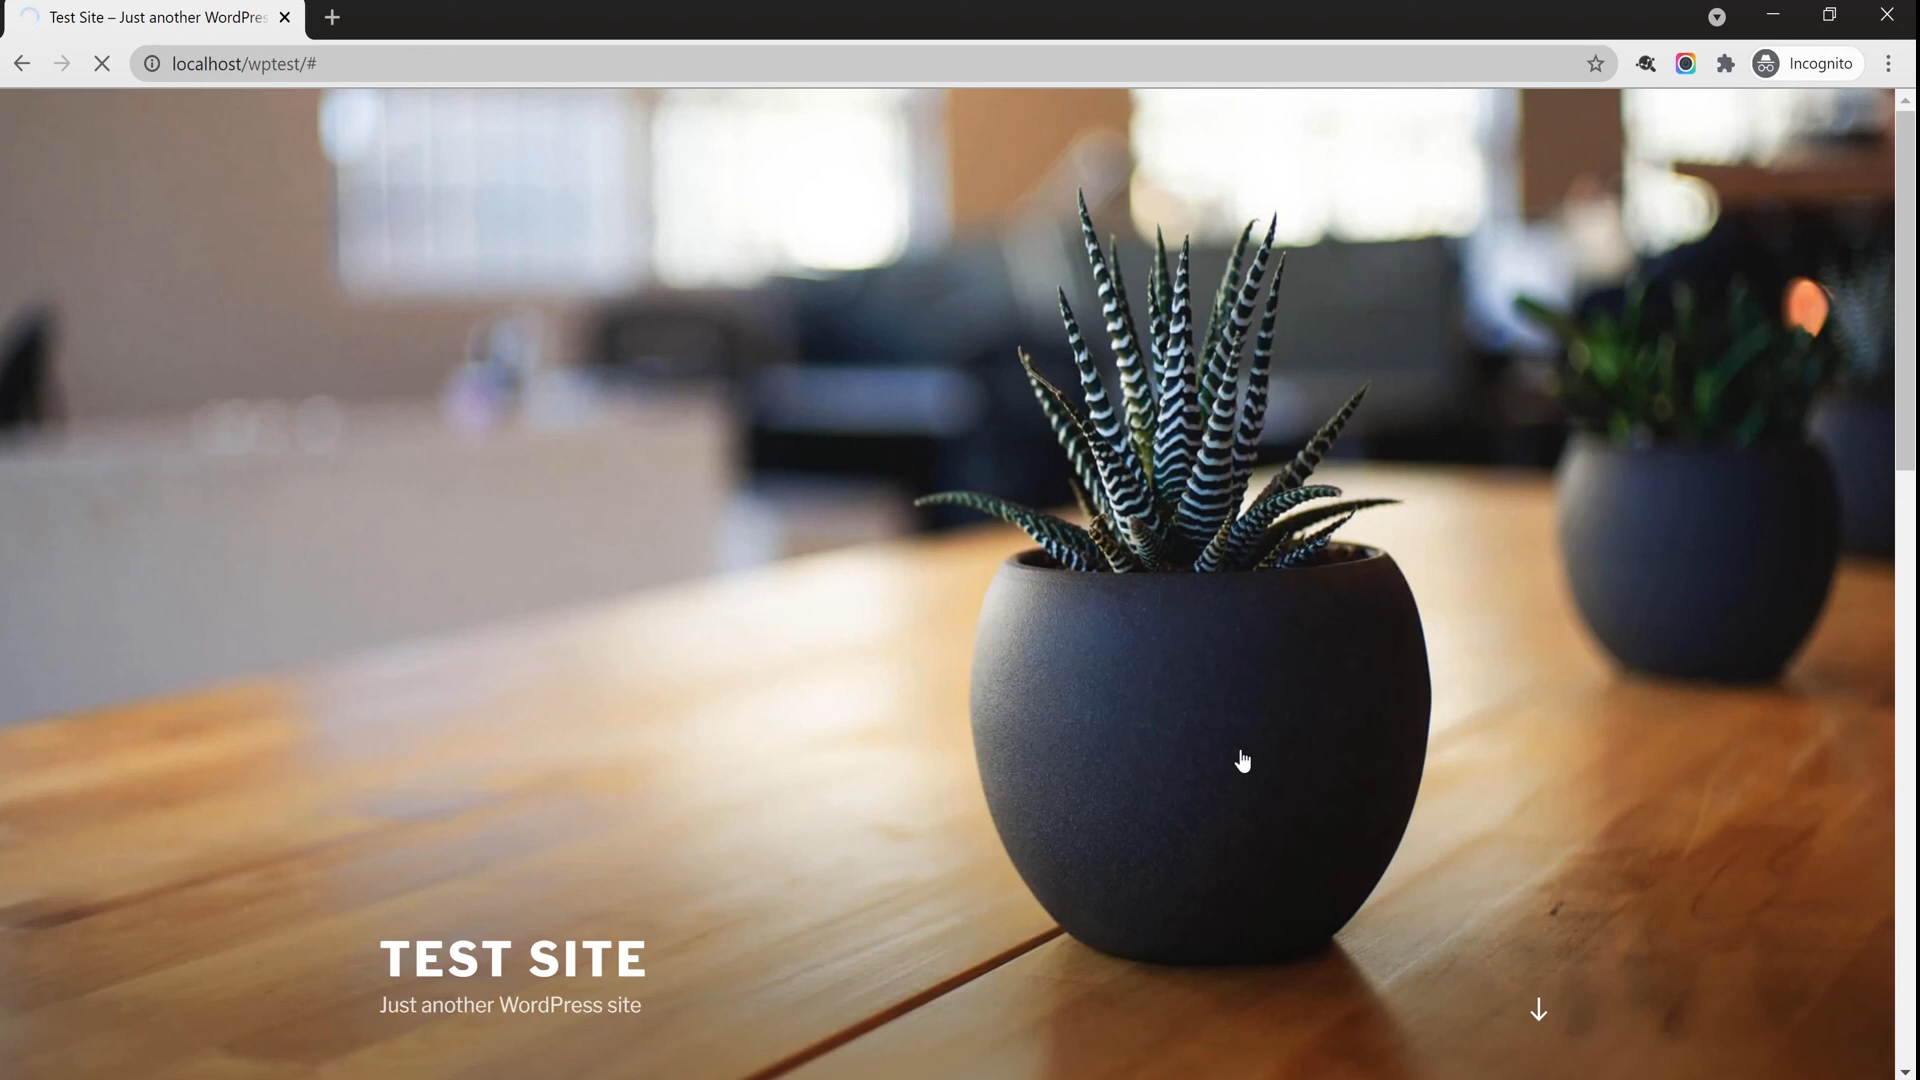 Test Site – Just another WordPres
localhost/wptest/#
Incognito
TEST SITE
Just another WordPress site